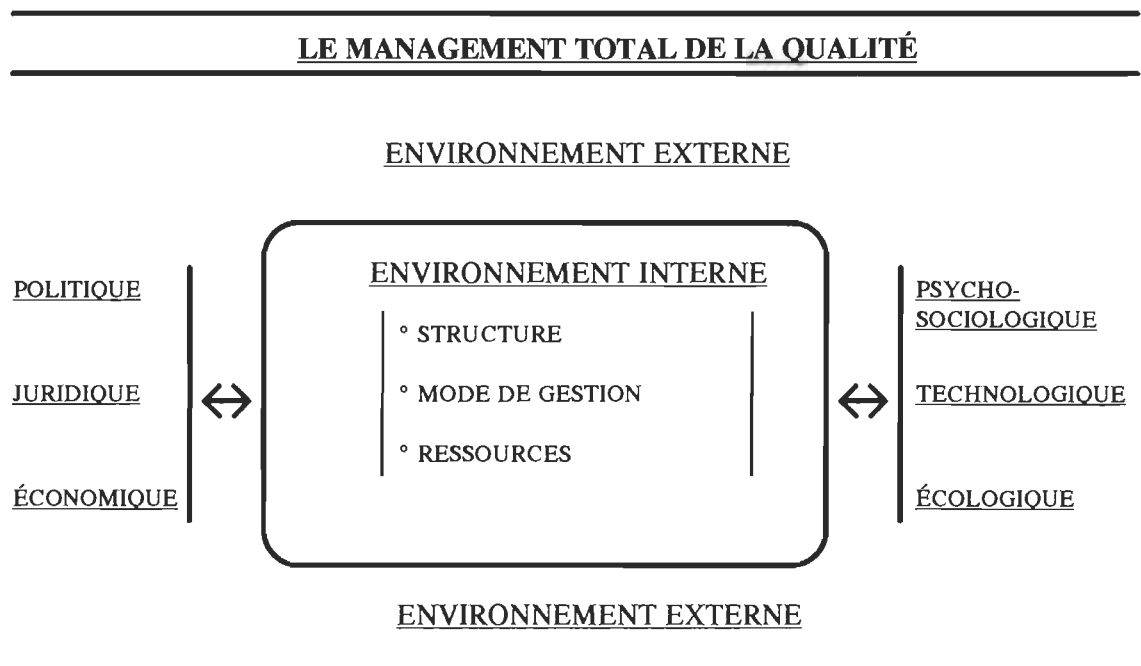 LE MANAGEMENT TOTAL DE LA QUALITÉ
ENVIRONNEMENT EXTERNE
ENVIRONNEMENT INTERNE
POLITIQUE
JURIDIQUE
ÉCONOMIQUE
° STRUCTURE
° MODE DE GESTION
° RESSOURCES
PSYCHO-
SOCIOLOGIQUE
TECHNOLOGIQUE
ÉCOLOGIQUE
ENVIRONNEMENT EXTERNE